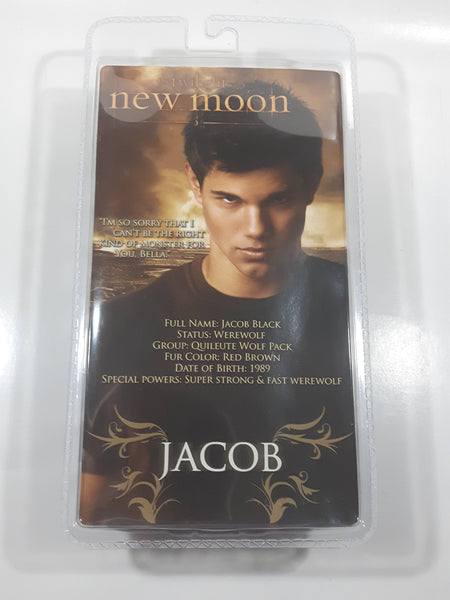 twilight
new moon
"I'm so sorry that I
can't be the right
kind of monster for
you, Bella."
Full Name: Jacob Black
Status: Werewolf
Group: Quileute Wolf Pack
Fur Color: Red Brown
Date of Birth: 1989
Special Powers: Super strong & fast werewolf
JACOB